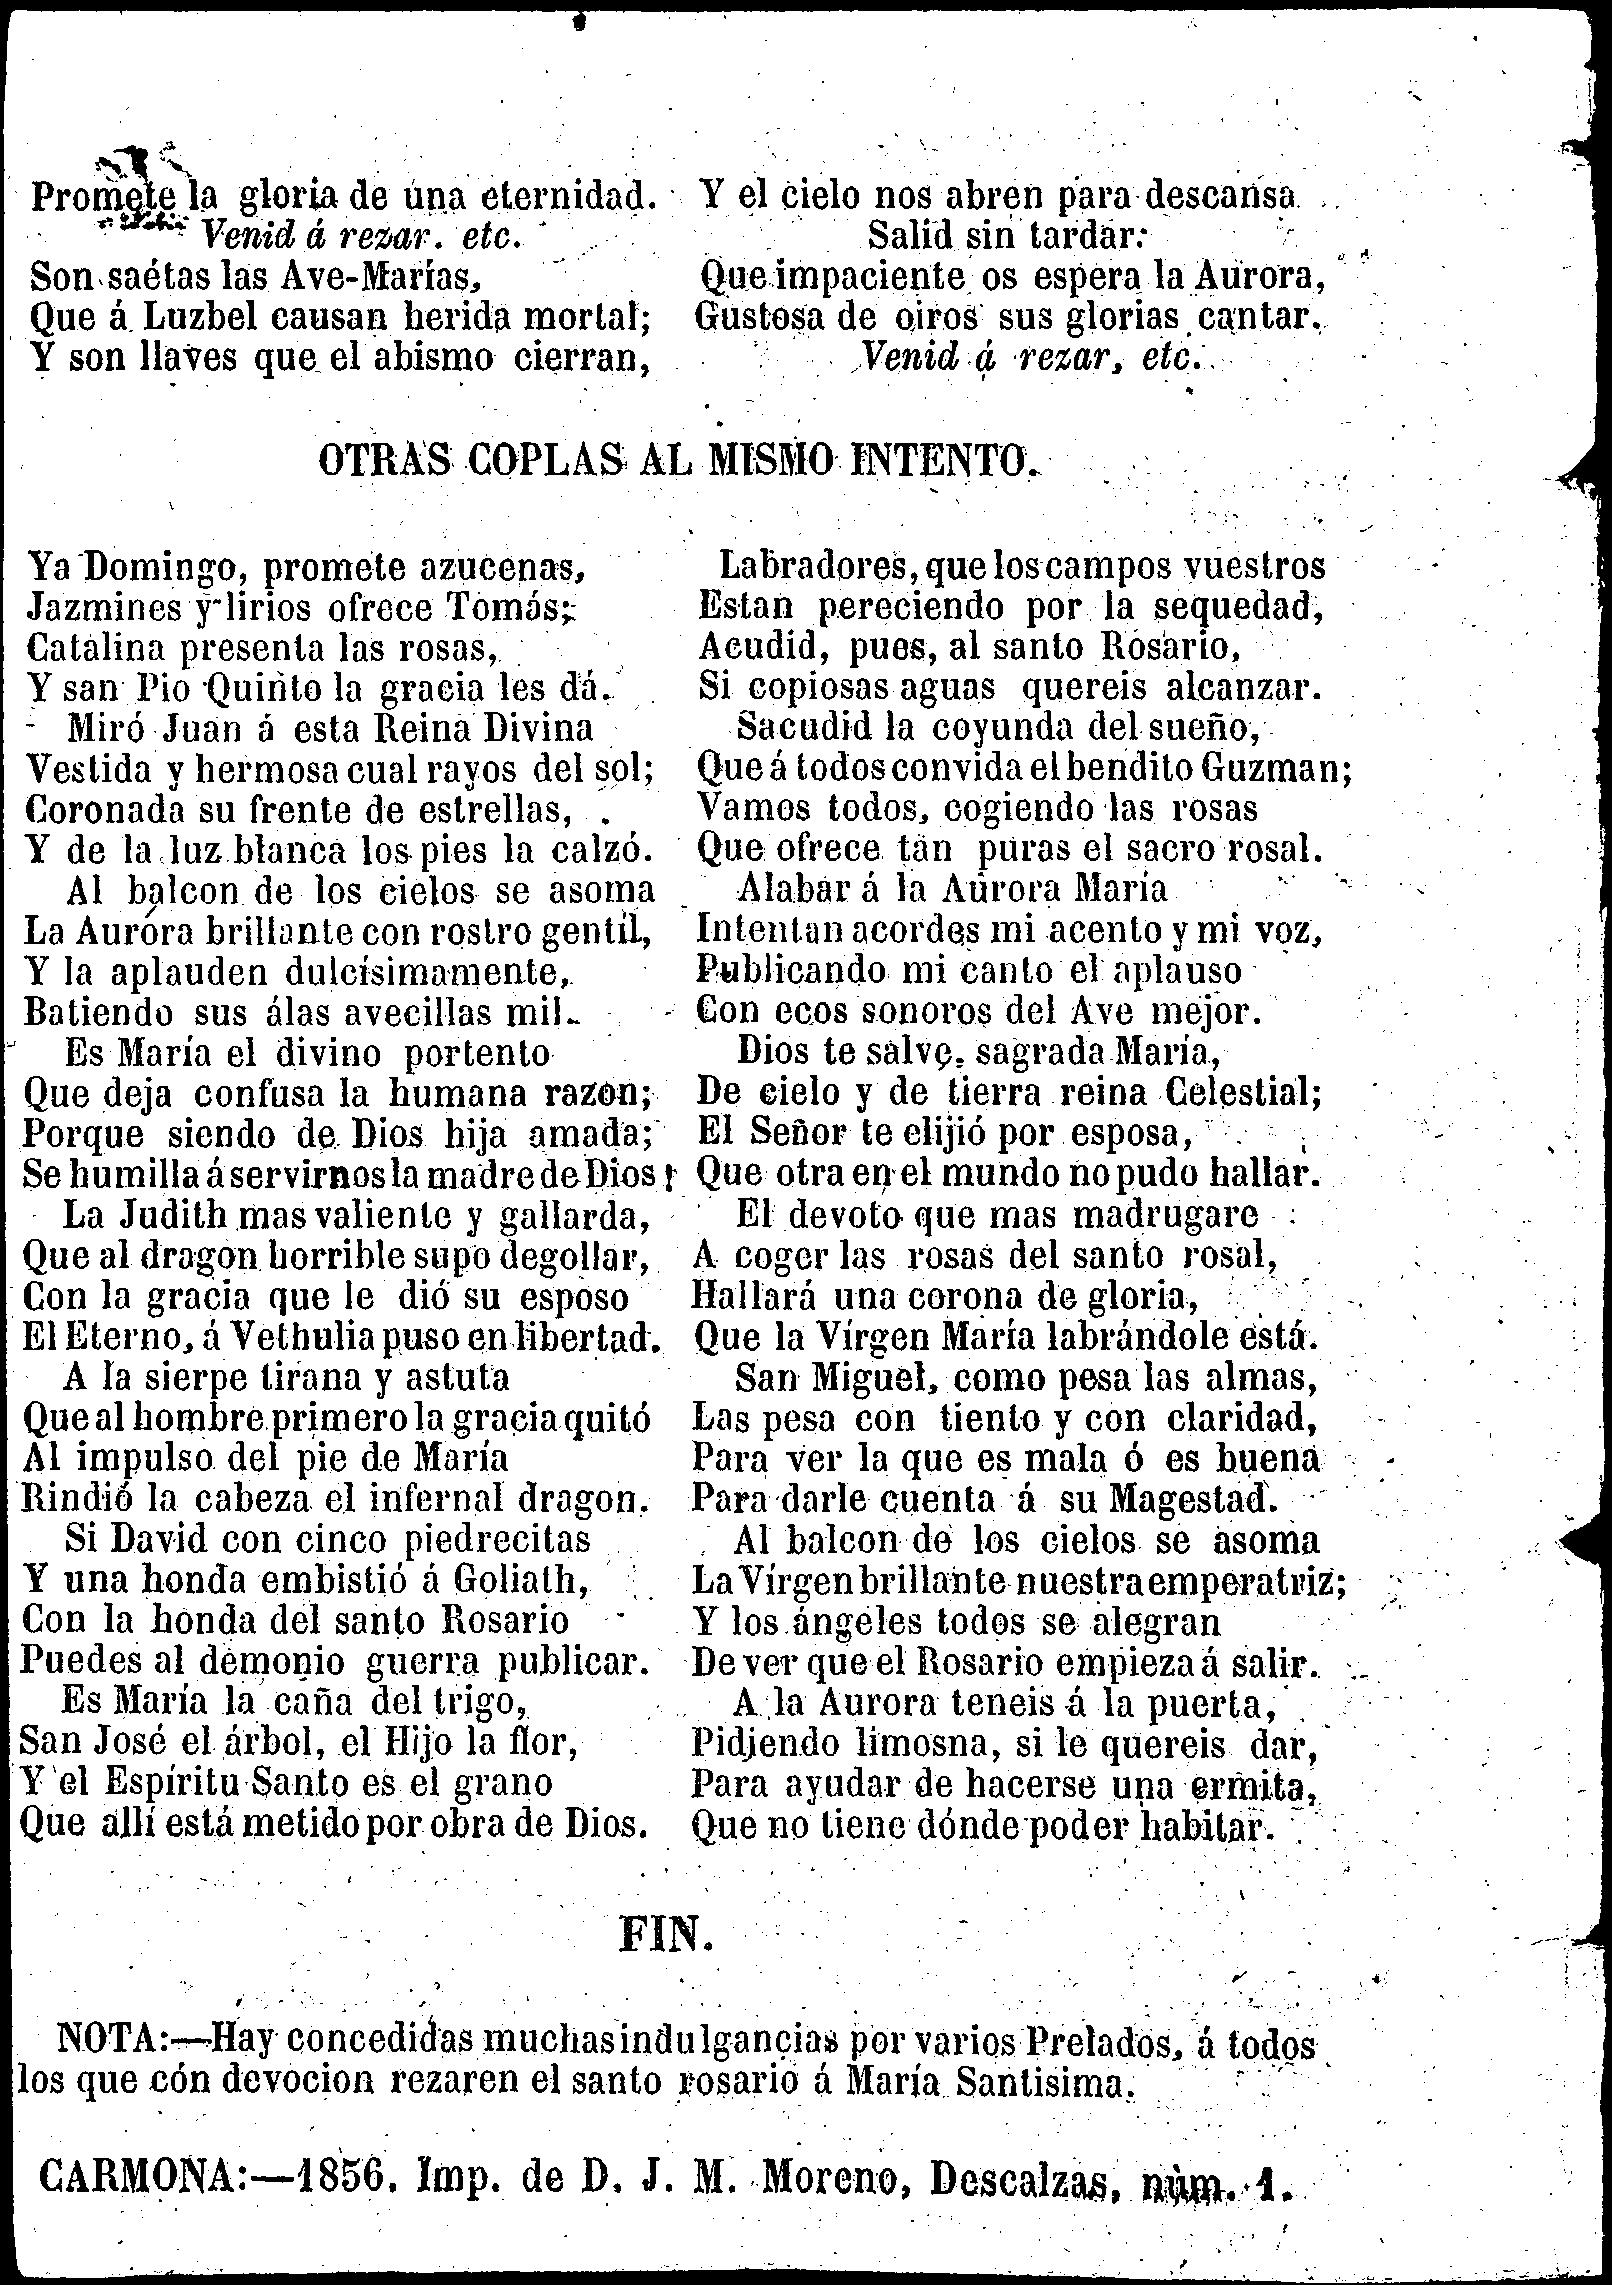 Promete la gloria de una eternidad.
Venid á rezar. etc.
Son saétas las Ave-Marías,
Que á Luzbel causan herida mortal;
Y son llaves que el abismo cierran,
Y el cielo nos abren para descansa
Salid sin tardar:
Que impaciente os espera la Aurora,
Gustosa de oiros sus glorias cantar.
Venid á rezar, etc.
OTRAS COPLAS AL MISMO INTENTO.
Ya Domingo, promete azucenas,
Jazmines y lirios ofrece Tomás;
Catalina presenta las rosas,
Y san Pio Quinto la gracia les dá.
Miró Juan á esta Reina Divina
Vestida y hermosa cual rayos del sol;
Coronada su frente de estrellas,
Y de la luz blanca los pies la calzó.
Al balcon de los cielos se asoma
La Auróra brillante con rostro gentil,
Y la aplauden dulcísimamente,
Batiendo sus álas avecillas mil.
Es María el divino portento
Que deja confusa la humana razon;
Porque siendo de Dios hija amada;
Se humilla á servirnos la madre de Dios
La Judith mas valiente y gallarda,
Que al dragon horrible supo degollar,
Con la gracia que le dió su esposo
El Eterno, á Vethulia puso en libertad.
A la sierpe tirana y astuta
Que al hombre primero la gracia quitó
Al impulso del pie de María
Rindió la cabeza el infernal dragon.
Si David con cinco piedrecitas
Y una honda embistió á Goliath,
Con la honda del santo Rosario
Puedes al demonio guerra publicar.
Es María la caña del trigo,
San José el árbol, el Hijo la flor,
Y el Espíritu Santo es el grano
Que allí está metido por obra de Dios.
Labradores, que los campos vuestros
Estan pereciendo por la sequedad,
Acudid, pues, al santo Rosario,
Si copiosas aguas quereis alcanzar.
Sacudid la coyunda del sueño,
Que á todos convida el bendito Guzman;
Vamos todos, cogiendo las rosas
Que ofrece tan puras el sacro rosal.
Alabar á la Aurora María
Intentan acordes mi acento y mi voz,
Publicando mi canto el aplauso
Con ecos sonoros del Ave mejor.
Dios te salve, sagrada María,
De cielo y de tierra reina Celestial;
El Señor te elijió por esposa,
Que otra en el mundo no pudo hallar.
El devoto que mas madrugare
A coger las rosas del santo rosal,
Hallará una corona de gloria,
Que la Vírgen María labrándole está.
San Miguel, como pesa las almas,
Las pesa con tiento y con claridad,
Para ver la que es mala ó es buena
Para darle cuenta á su Magestad.
Al balcon de los cielos se asoma
La Vírgen brillante nuestra emperatriz;
Y los ángeles todos se alegran
De ver que el Rosario empieza á salir.
A la Aurora teneis á la puerta,
Pidiendo limosna, si le quereis dar,
Para ayudar de hacerse una ermita,
Que no tiene dónde poder habitar.
FIN.
NOTA:—Hay concedidas muchas indulgancias por varios Prelados, á todos
los que cón devocion rezaren el santo rosario á María Santisima.
CARMONA:—1856. Imp. de D. J. M. Moreno, Descalzas, núm. 1.